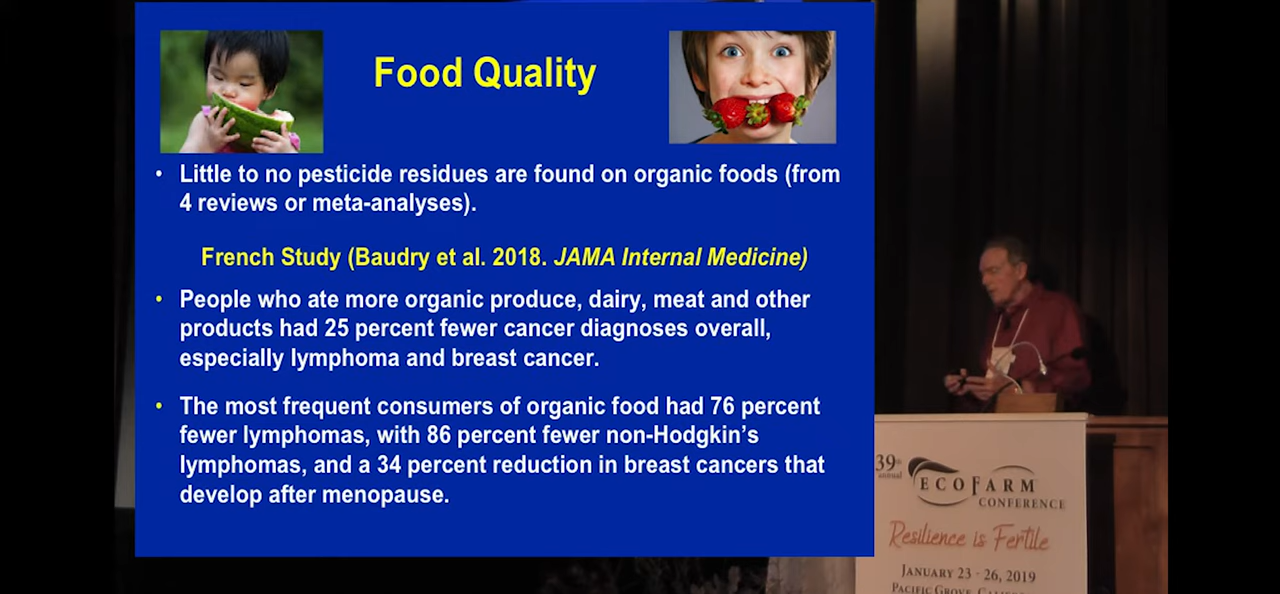 Food Quality
• Little to no pesticide residues are found on organic foods (from
4 reviews or meta-analyses).
French Study (Baudry et al. 2018. JAMA Internal Medicine)
• People who ate more organic produce, dairy, meat and other
products had 25 percent fewer cancer diagnoses overall,
especially lymphoma and breast cancer.
• The most frequent consumers of organic food had 76 percent
fewer lymphomas, with 86 percent fewer non-Hodgkin’s
lymphomas, and a 34 percent reduction in breast cancers that
develop after menopause.
39th
annual
ECOFARM
CONFERENCE
Resilience is Fertile
JANUARY 23 - 26, 2019
PACIFIC GROVE,